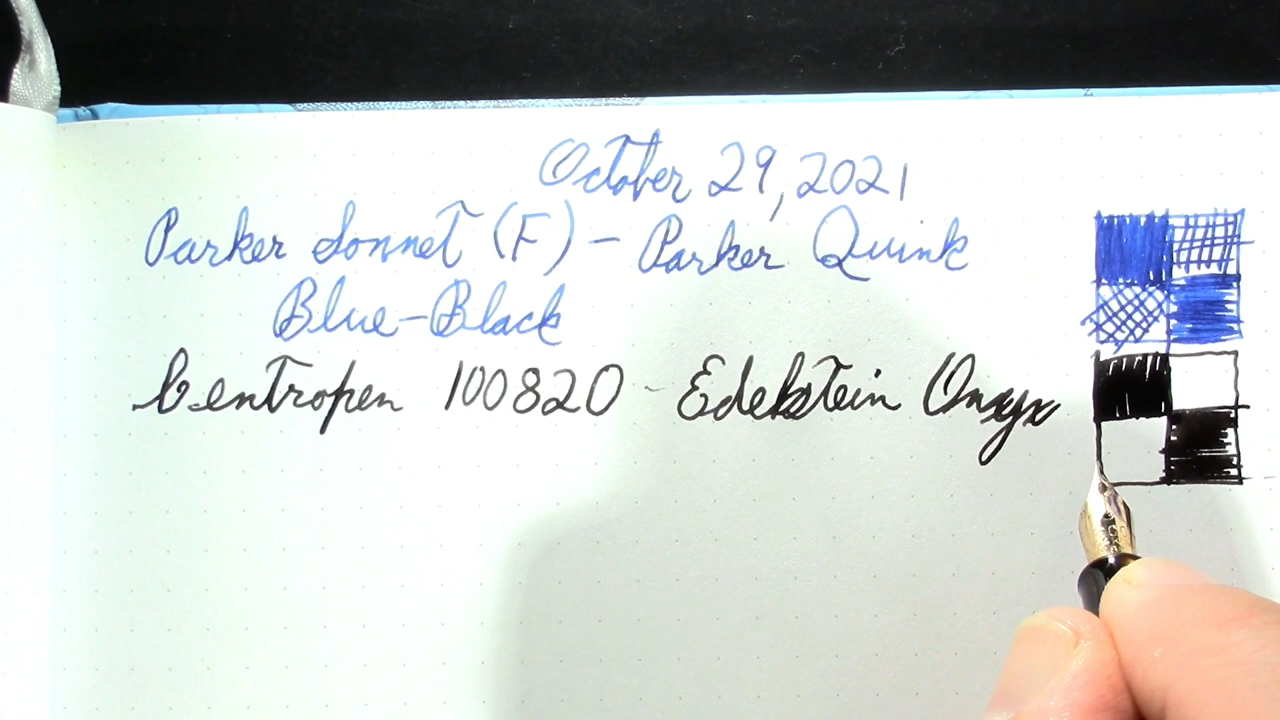 October 29, 2021
Parker Sonnet (F) - Parker Quink
Blue-Black
Centropen 100820 - Edelstein Onyx